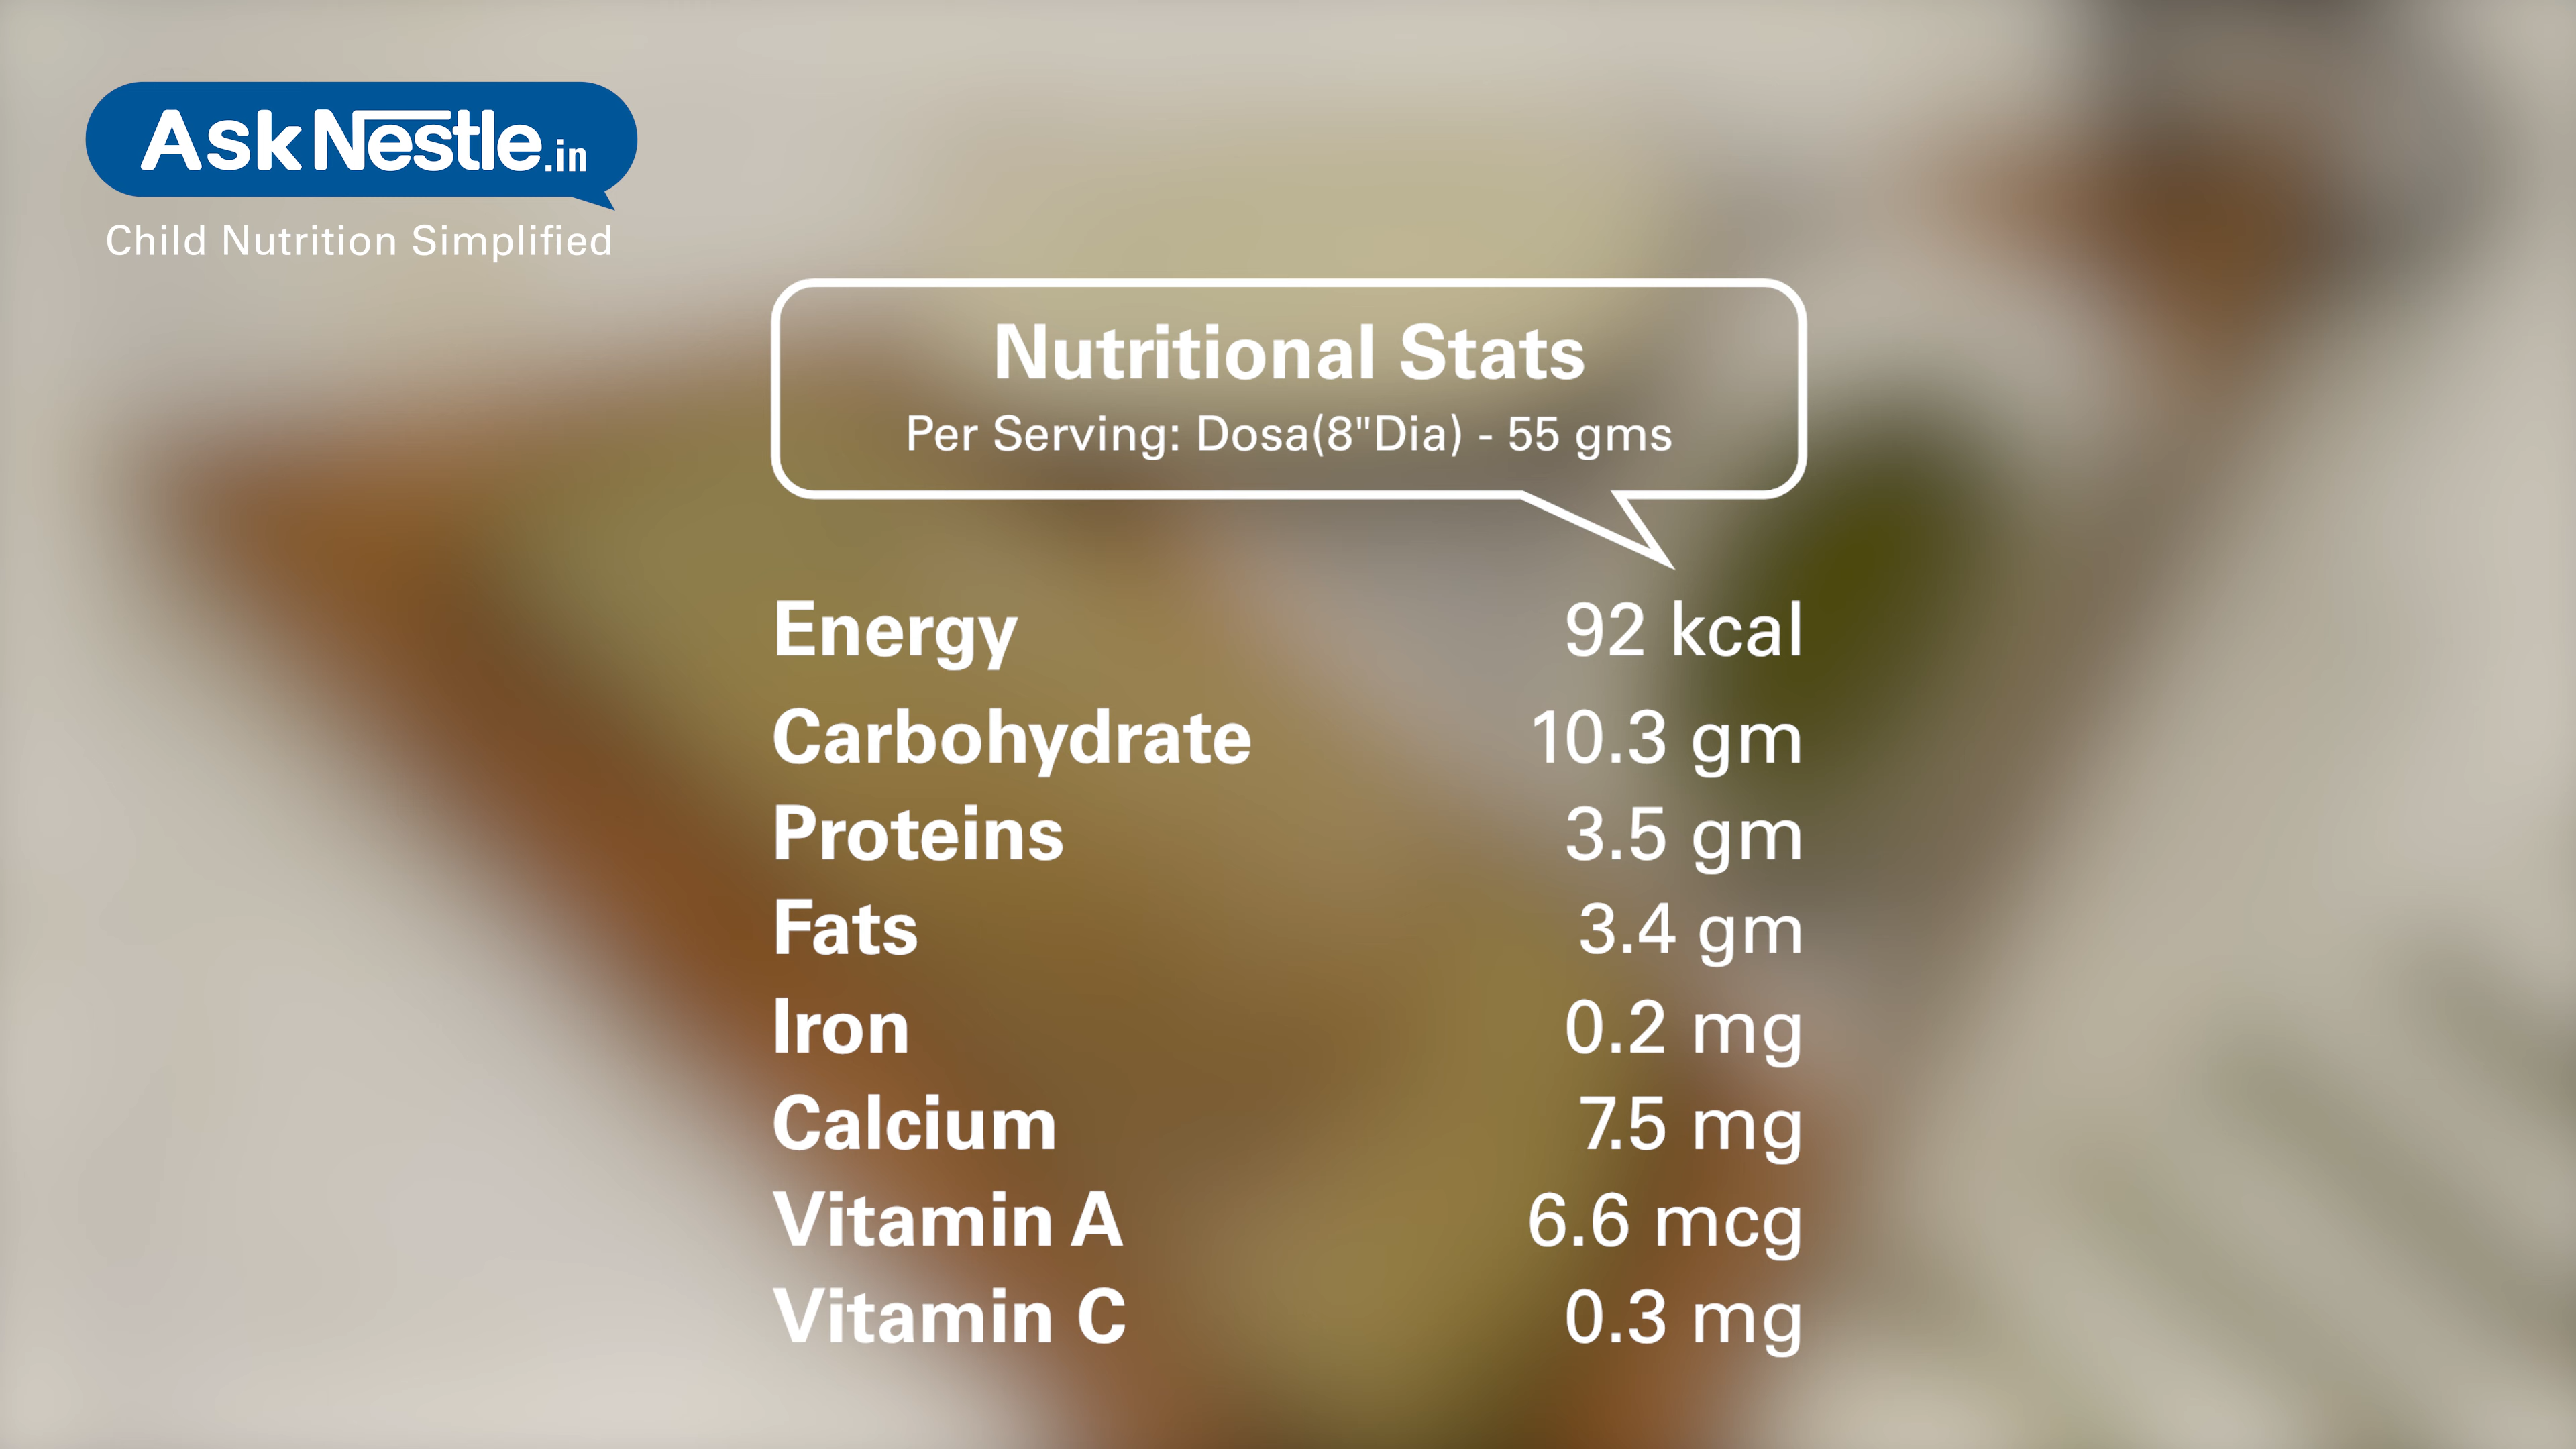 AskNestle.in
Child Nutrition Simplified
Nutritional Stats
Per Serving: Dosa(8"Dia) - 55 gms
Energy 92 kcal
Carbohydrate 10.3 gm
Proteins 3.5 gm
Fats 3.4 gm
Iron 0.2 mg
Calcium 7.5 mg
Vitamin A 6.6 mcg
Vitamin C 0.3 mg